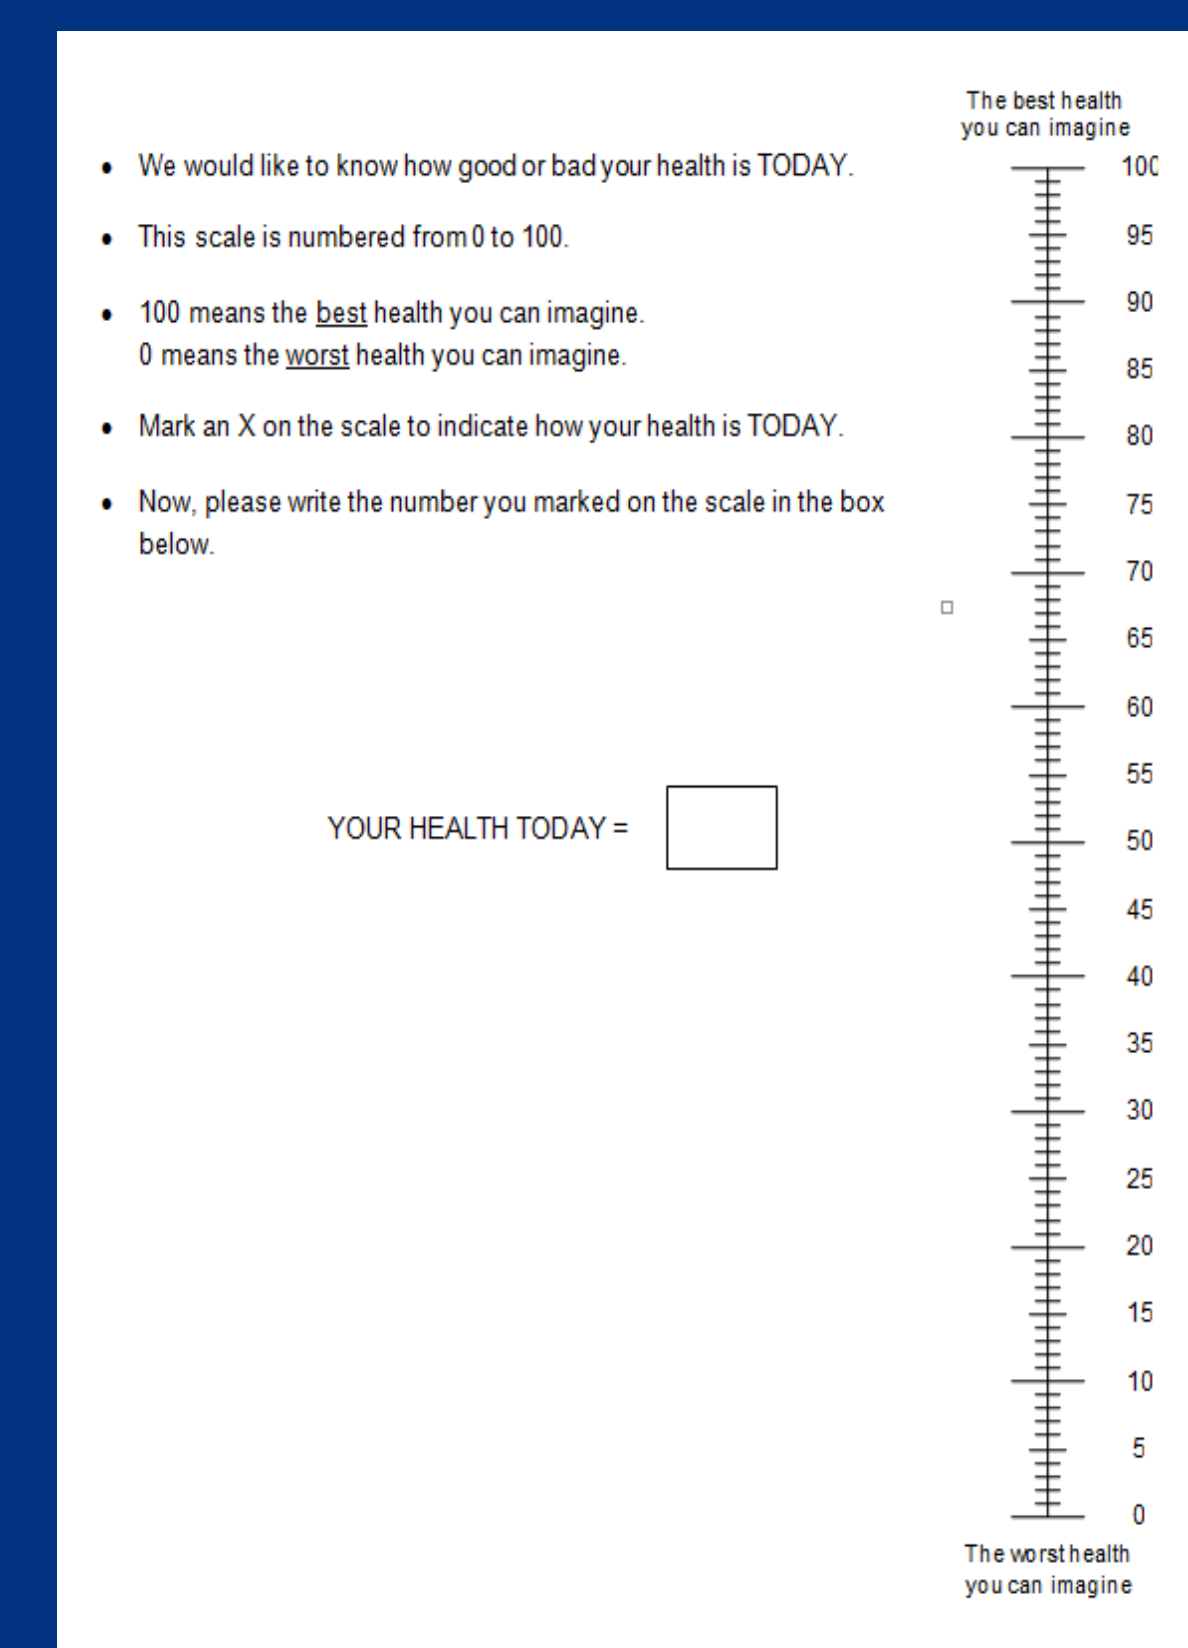 The best health
you can imagine
• We would like to know how good or bad your health is TODAY.
• This scale is numbered from 0 to 100.
• 100 means the best health you can imagine.
0 means the worst health you can imagine.
• Mark an X on the scale to indicate how your health is TODAY.
• Now, please write the number you marked on the scale in the box
below.
YOUR HEALTH TODAY =
100
95
90
85
80
75
70
65
60
55
50
45
40
35
30
25
20
15
10
5
0
The worst health
you can imagine